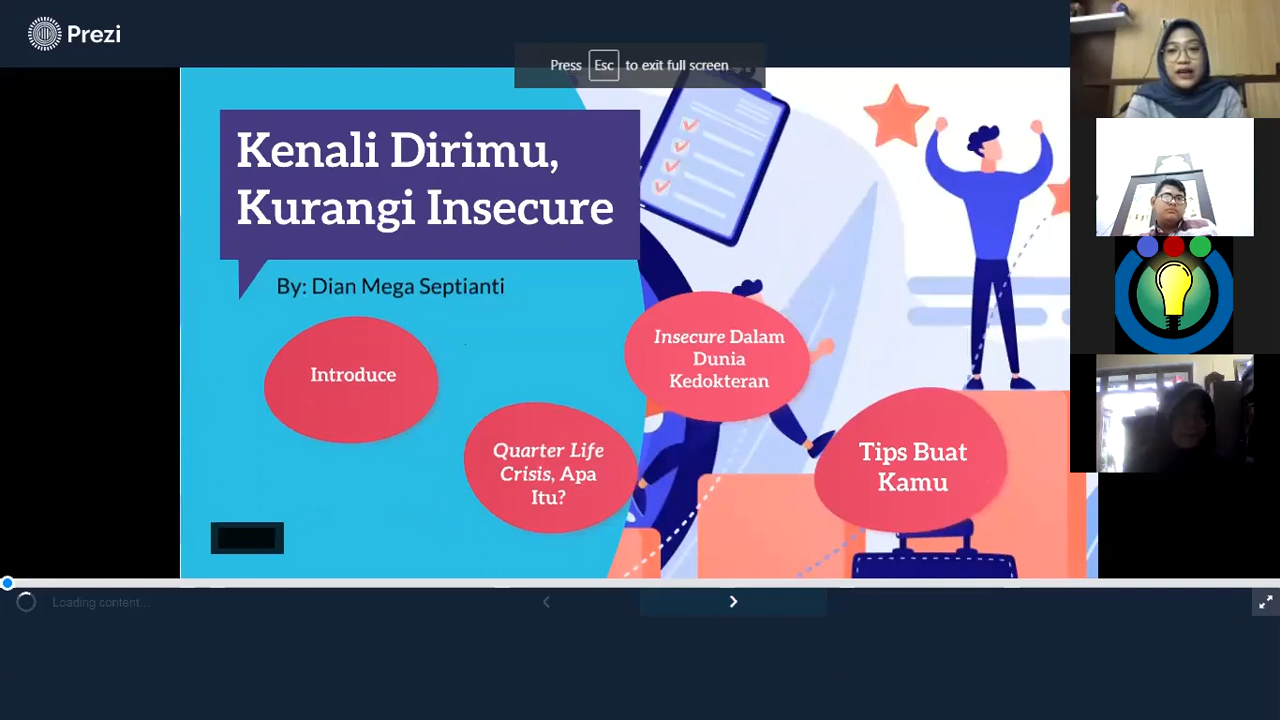 Prezi
Press Esc to exit full screen
Kenali Dirimu,
Kurangi Insecure
By: Dian Mega Septianti
Introduce
Quarter Life
Crisis, Apa
Itu?
Insecure Dalam
Dunia
Kedokteran
Tips Buat
Kamu
Loading content...